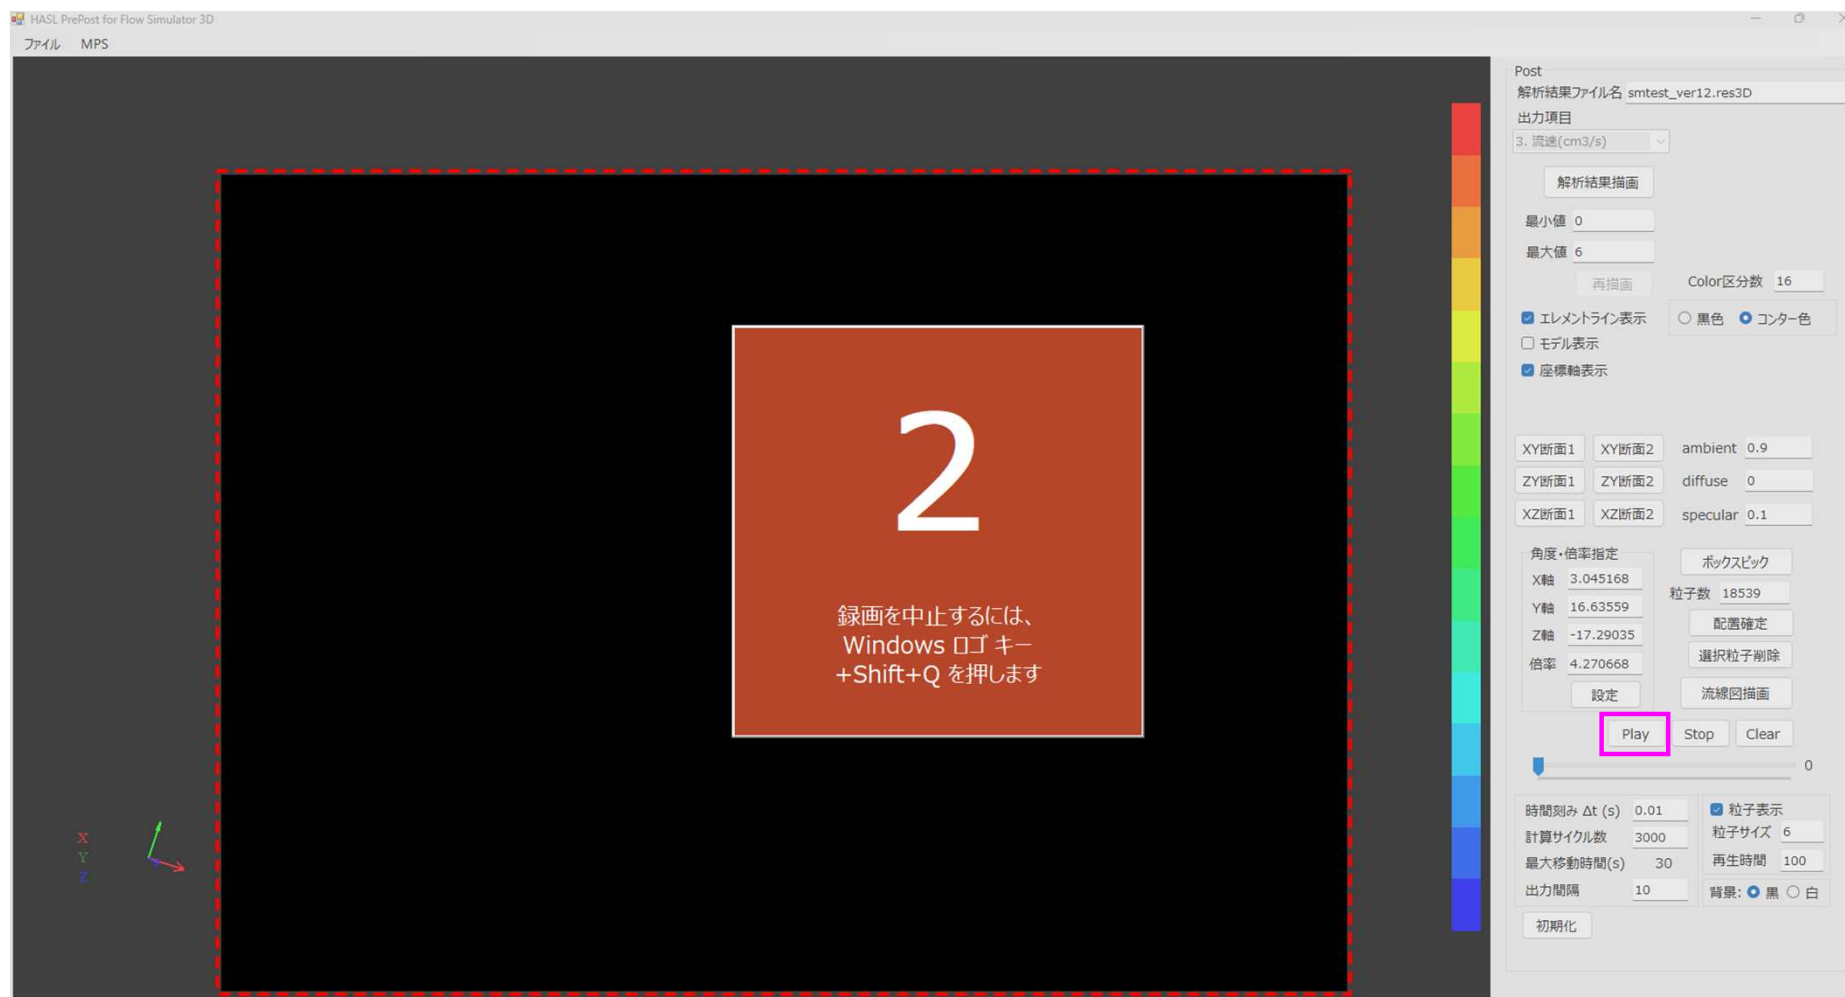 HASL PrePost for Flow Simulator 3D
ファイル MPS
Post
解析結果ファイル名 smtest_ver12.res3D
出力項目
3. 流速(cm3/s)
解析結果描画
最小値 0
最大値 6
再描画 Color区分数 16
エレメントライン表示 黒色 コンター色
モデル表示
座標軸表示
2
録画を中止するには、
Windows ロゴ キー
+Shift+Q を押します
XY断面1 XY断面2 ambient 0.9
ZY断面1 ZY断面2 diffuse 0
XZ断面1 XZ断面2 specular 0.1
角度・倍率指定 ボックスピック
X軸 3.045168
粒子数 18539
Y軸 16.63559
配置確定
Z軸 -17.29035
選択粒子削除
倍率 4.270668
設定 流線図描画
Play Stop Clear
0
時間刻み Δt (s) 0.01 粒子表示
計算サイクル数 3000 粒子サイズ 6
最大移動時間(s) 30 再生時間 100
出力間隔 10 背景: 黒 白
初期化
X
Y
Z